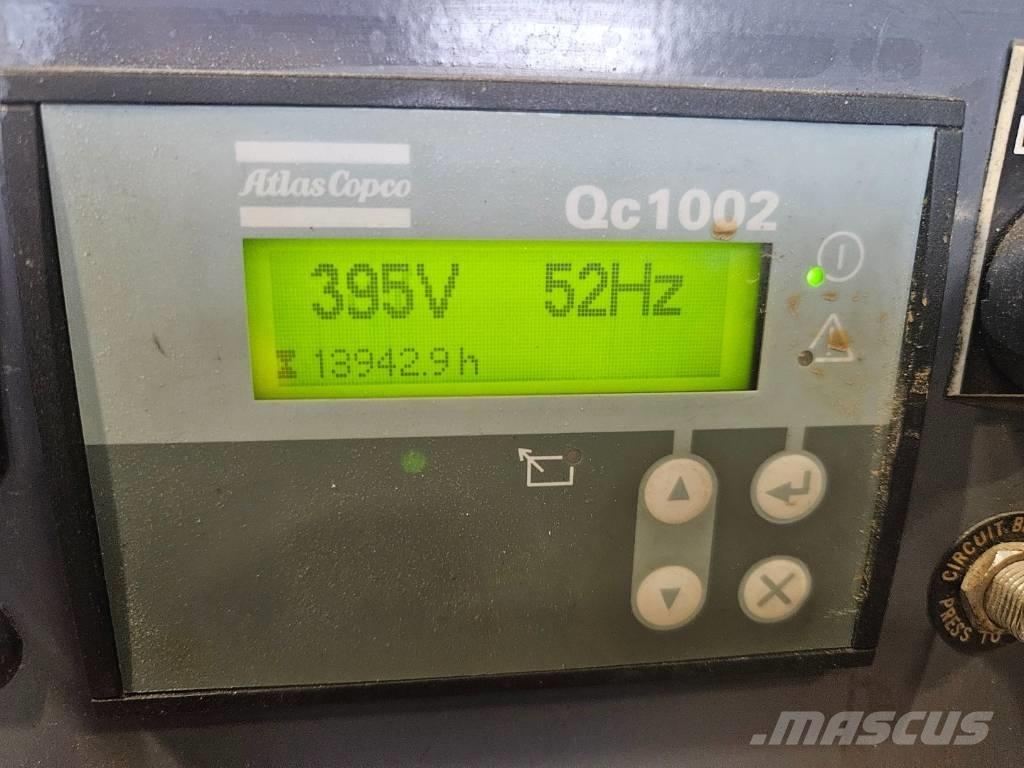 Atlas Copco
Qc1002
395V 52Hz
13942.9 h
CIRCUIT B
PRESS TO
MASCUS